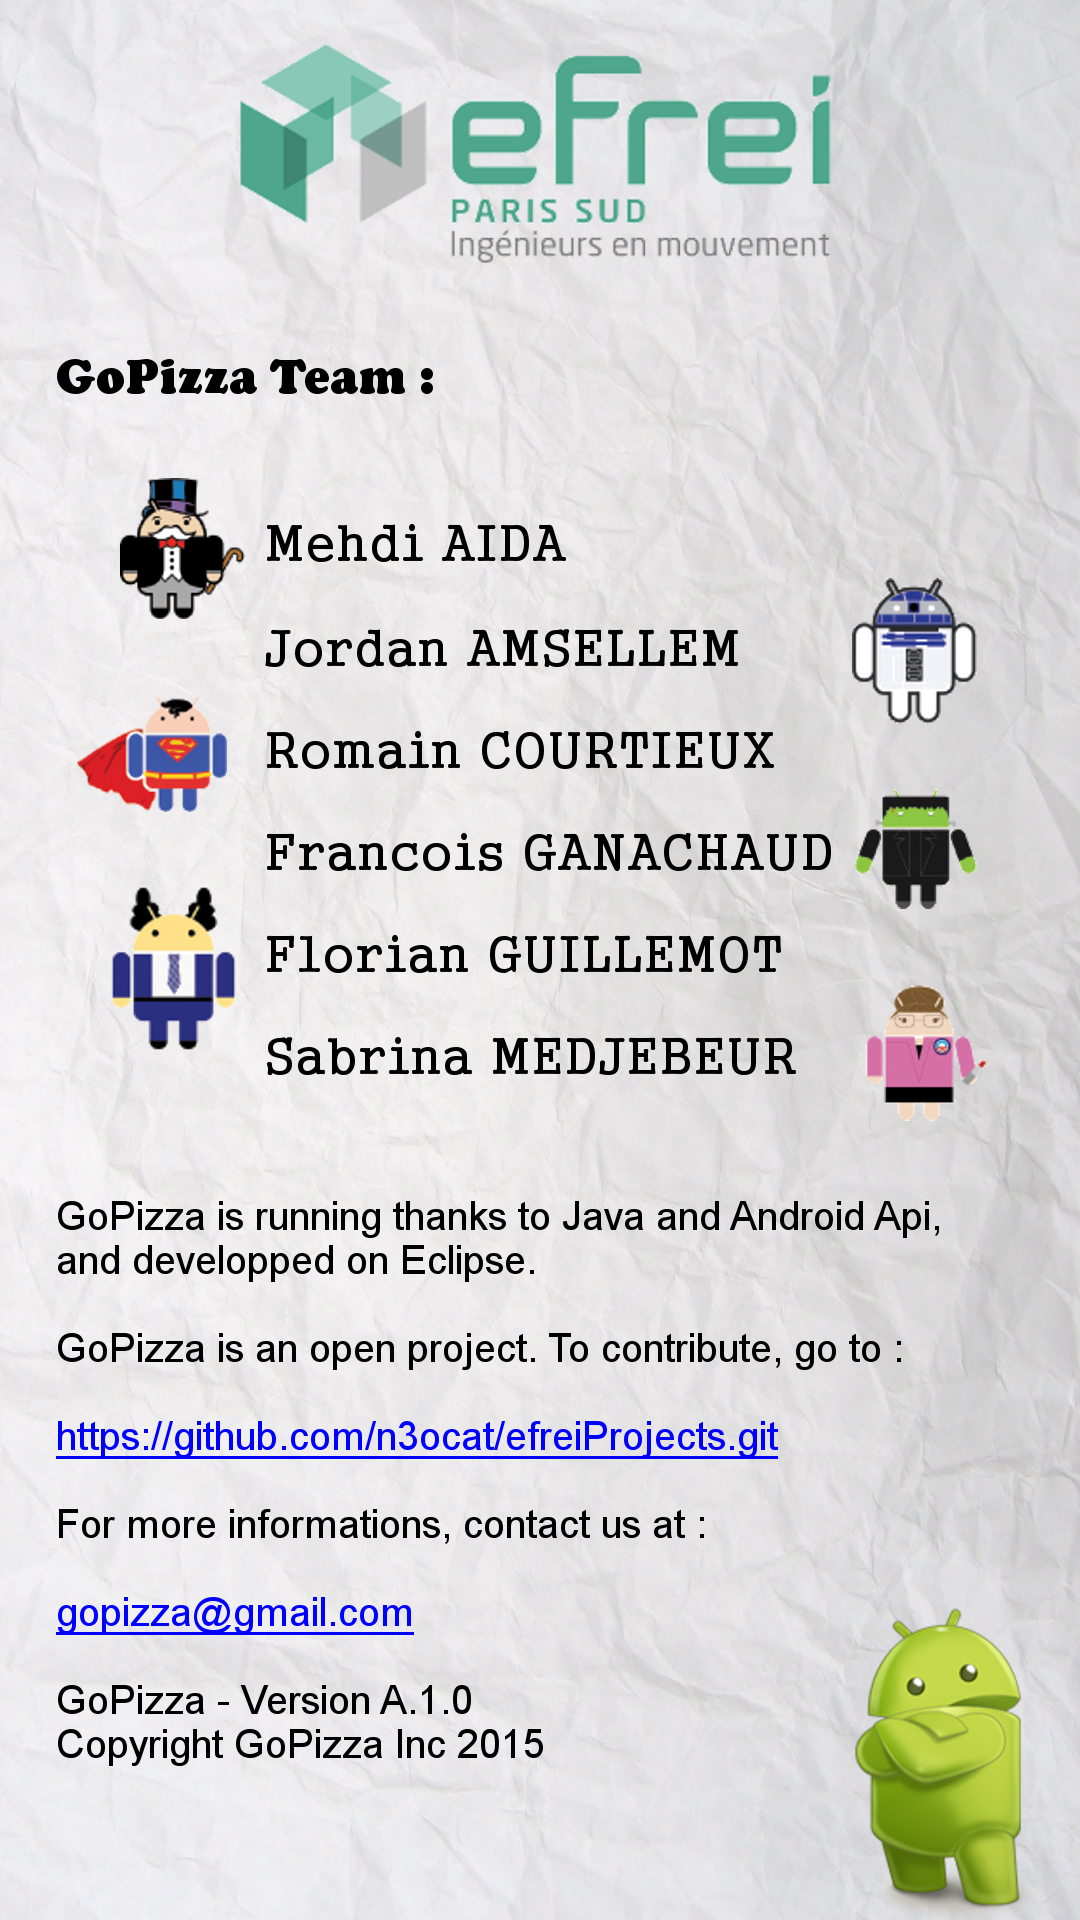 efrei
PARIS SUD
Ingénieurs en mouvement
GoPizza Team :
Mehdi AIDA
Jordan AMSELLEM
Romain COURTIEUX
Francois GANACHAUD
Florian GUILLEMOT
Sabrina MEDJEBEUR
GoPizza is running thanks to Java and Android Api,
and developped on Eclipse.
GoPizza is an open project. To contribute, go to :
https://github.com/n3ocat/efreiProjects.git
For more informations, contact us at :
gopizza@gmail.com
GoPizza - Version A.1.0
Copyright GoPizza Inc 2015